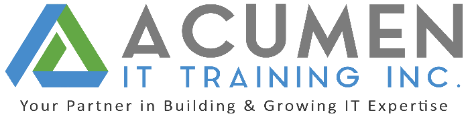 ACUMEN
IT TRAINING INC.
Your Partner in Building & Growing IT Expertise